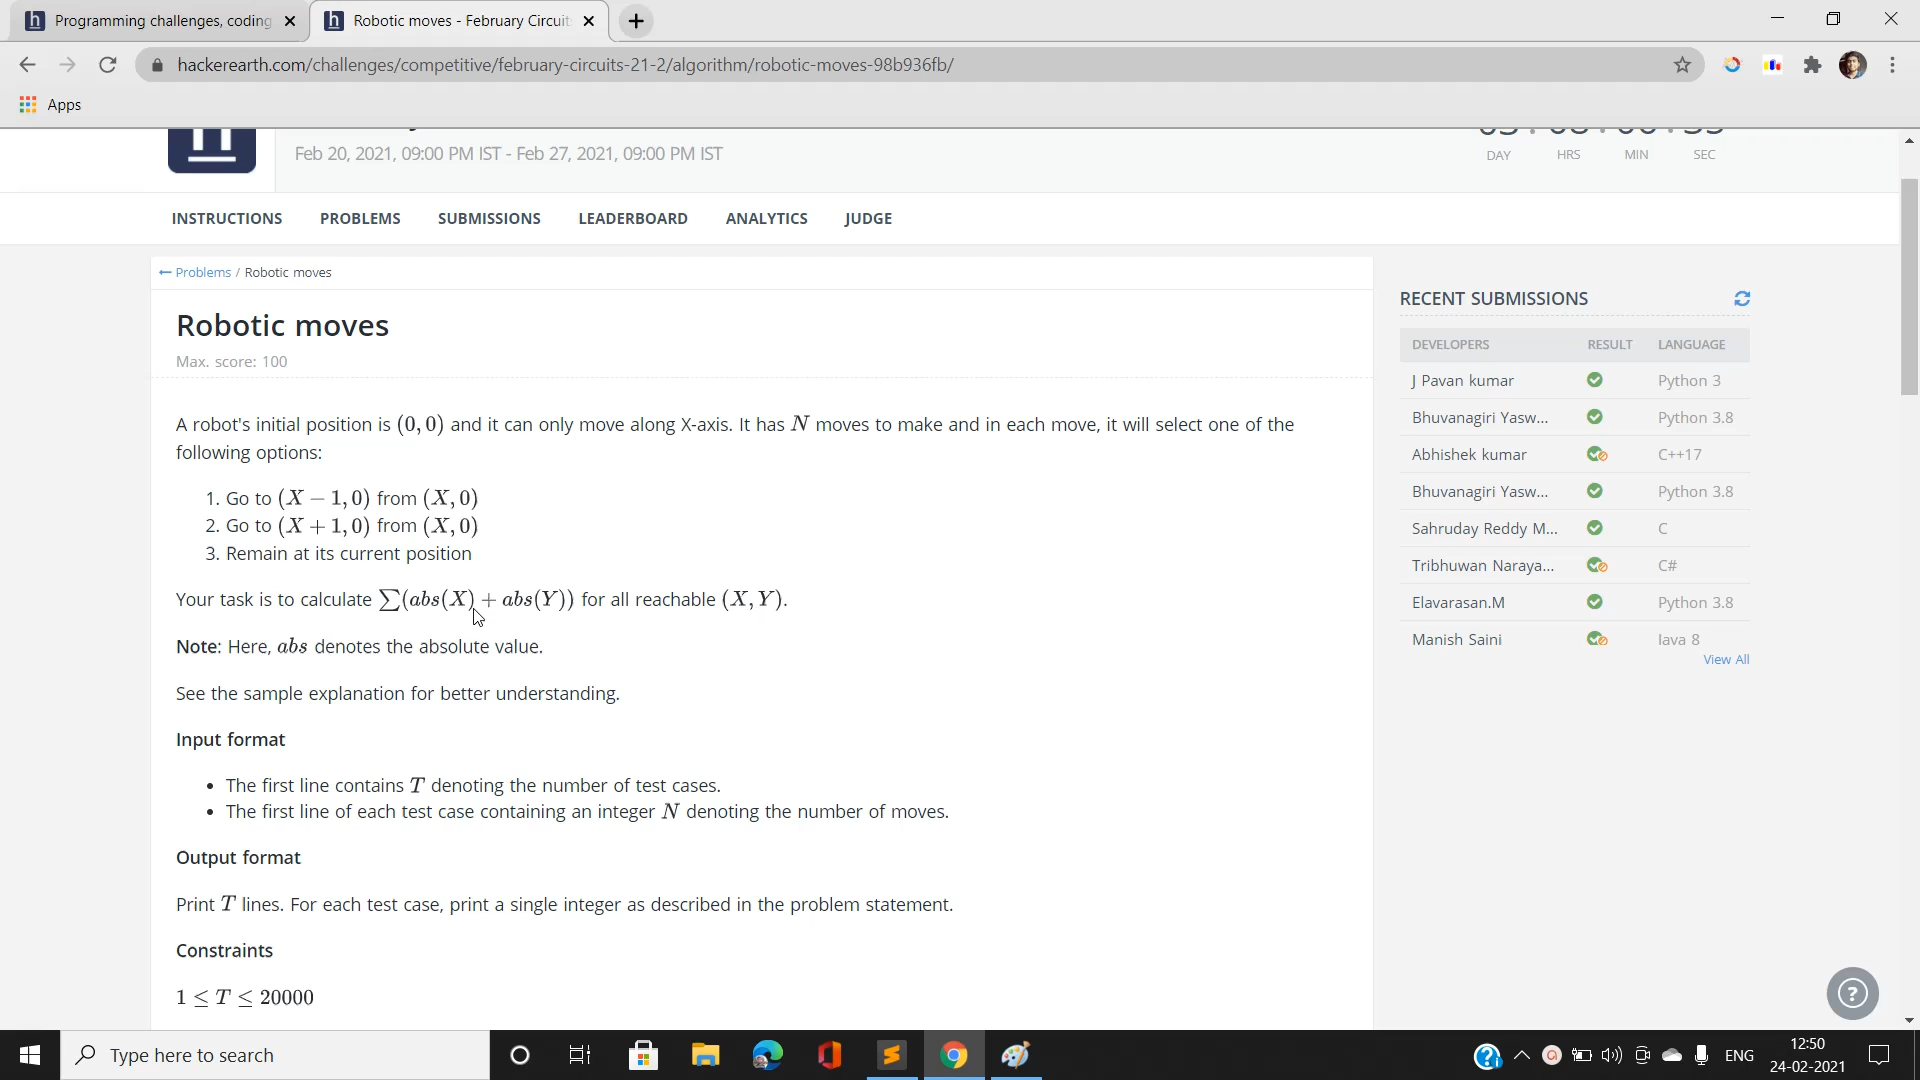 Programming challenges, coding
Robotic moves - February Circuit
hackerearth.com/challenges/competitive/february-circuits-21-2/algorithm/robotic-moves-98b936fb/
Apps
Feb 20, 2021, 09:00 PM IST - Feb 27, 2021, 09:00 PM IST
DAY HRS MIN SEC
INSTRUCTIONS PROBLEMS SUBMISSIONS LEADERBOARD ANALYTICS JUDGE
← Problems / Robotic moves
Robotic moves
Max. score: 100
A robot's initial position is (0, 0) and it can only move along X-axis. It has N moves to make and in each move, it will select one of the
following options:
1. Go to (X − 1, 0) from (X, 0)
2. Go to (X + 1, 0) from (X, 0)
3. Remain at its current position
Your task is to calculate ∑(abs(X) + abs(Y)) for all reachable (X, Y).
Note: Here, abs denotes the absolute value.
See the sample explanation for better understanding.
Input format
• The first line contains T denoting the number of test cases.
• The first line of each test case containing an integer N denoting the number of moves.
Output format
Print T lines. For each test case, print a single integer as described in the problem statement.
Constraints
1 ≤ T ≤ 20000
RECENT SUBMISSIONS
DEVELOPERS RESULT LANGUAGE
J Pavan kumar Python 3
Bhuvanagiri Yasw... Python 3.8
Abhishek kumar C++17
Bhuvanagiri Yasw... Python 3.8
Sahruday Reddy M... C
Tribhuwan Naraya... C#
Elavarasan.M Python 3.8
Manish Saini Java 8
View All
Type here to search
ENG
12:50
24-02-2021